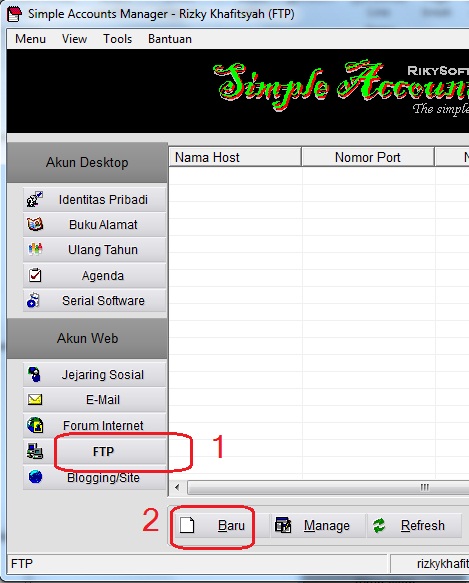 Simple Accounts Manager - Rizky Khafitsyah (FTP)
Menu View Tools Bantuan
RIKYSOFT
Simple Account
The simple
Akun Desktop
Identitas Pribadi
Buku Alamat
Ulang Tahun
Agenda
Serial Software
Akun Web
Jejaring Sosial
E-Mail
Forum Internet
FTP
Blogging/Site
Nama Host Nomor Port N
1
2
Baru Manage Refresh
FTP rizkykhafit